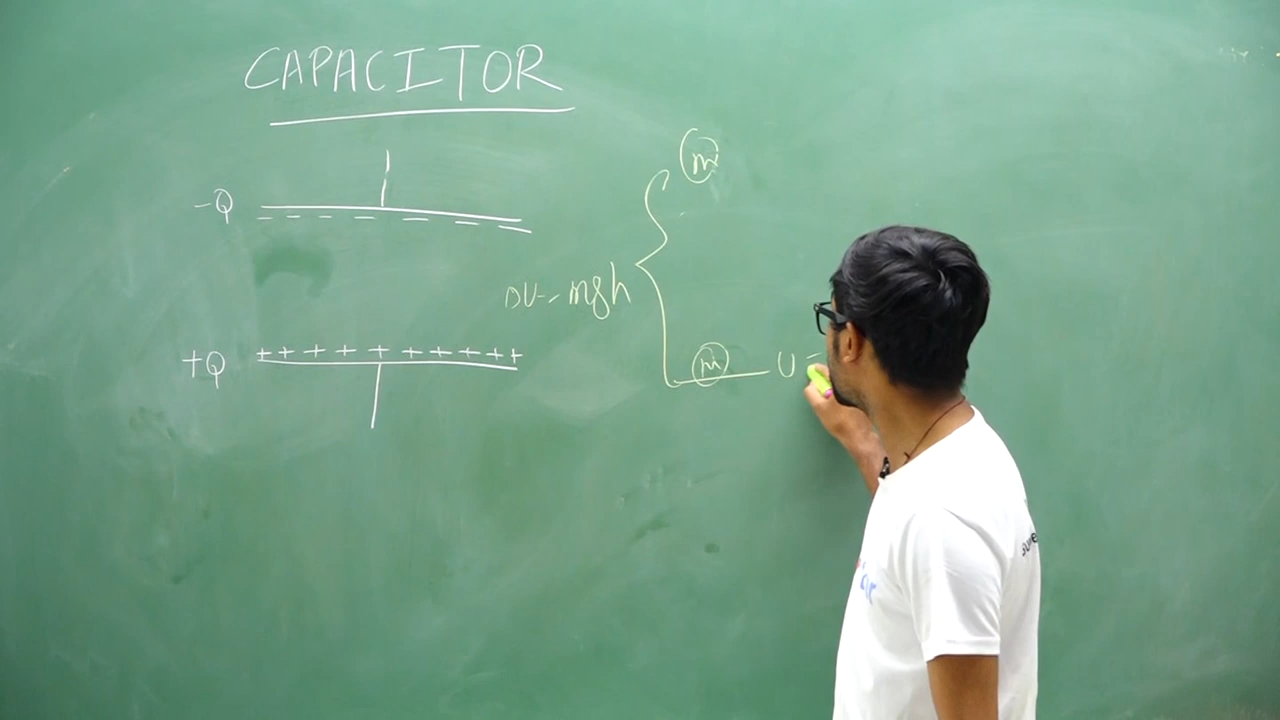 CAPACITOR
-Q
- - - - - - - -
+Q
+ + + + + + + + + +
m
ΔU = mgh
m
U =